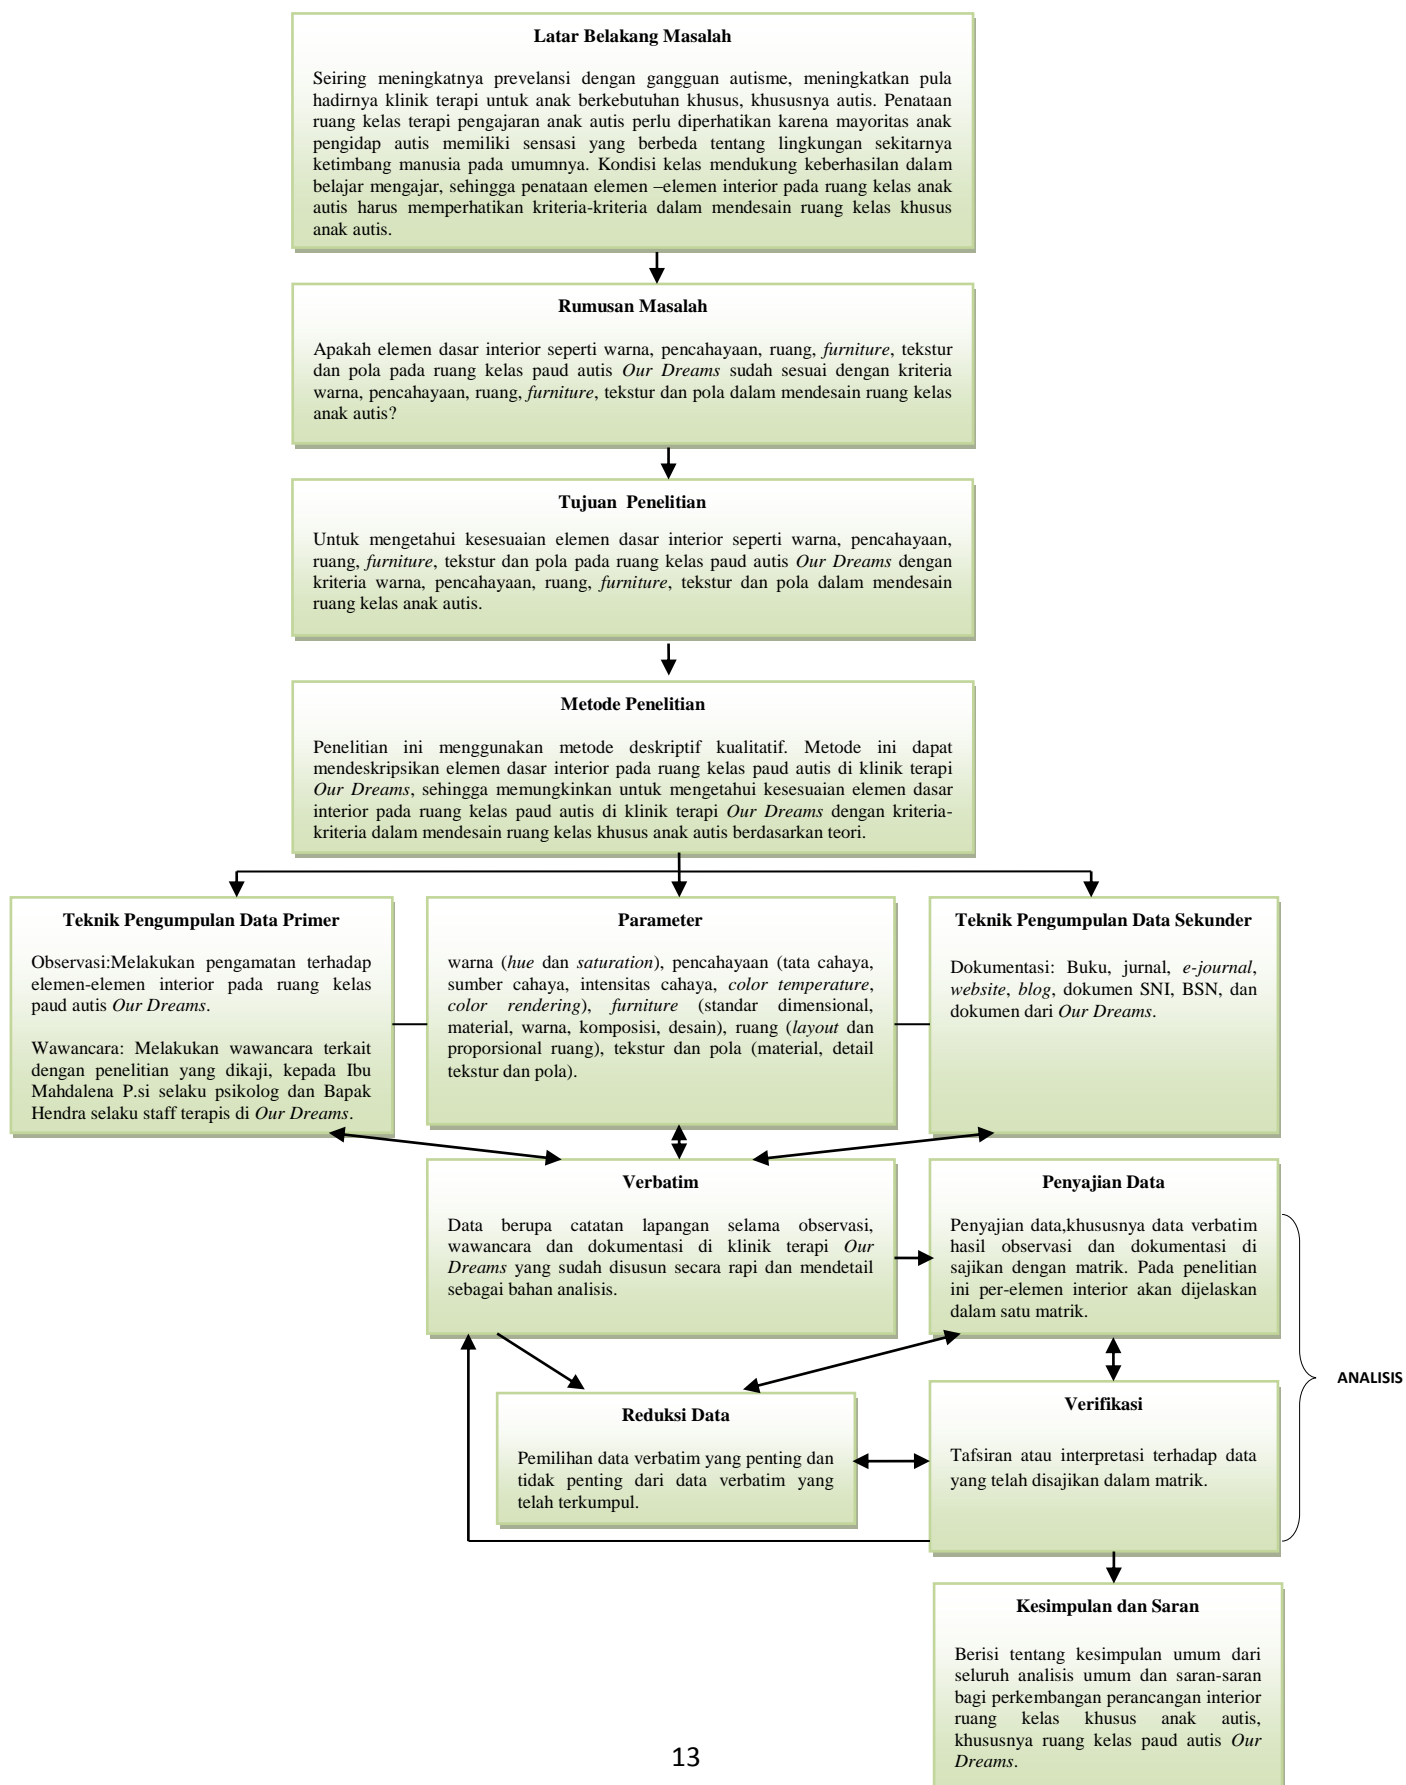 Latar Belakang Masalah
Seiring meningkatnya prevelansi dengan gangguan autisme, meningkatkan pula
hadirnya klinik terapi untuk anak berkebutuhan khusus, khususnya autis. Penataan
ruang kelas terapi pengajaran anak autis perlu diperhatikan karena mayoritas anak
pengidap autis memiliki sensasi yang berbeda tentang lingkungan sekitarnya
ketimbang manusia pada umumnya. Kondisi kelas mendukung keberhasilan dalam
belajar mengajar, sehingga penataan elemen –elemen interior pada ruang kelas anak
autis harus memperhatikan kriteria-kriteria dalam mendesain ruang kelas khusus
anak autis.
Rumusan Masalah
Apakah elemen dasar interior seperti warna, pencahayaan, ruang, furniture, tekstur
dan pola pada ruang kelas paud autis Our Dreams sudah sesuai dengan kriteria
warna, pencahayaan, ruang, furniture, tekstur dan pola dalam mendesain ruang kelas
anak autis?
Tujuan Penelitian
Untuk mengetahui kesesuaian elemen dasar interior seperti warna, pencahayaan,
ruang, furniture, tekstur dan pola pada ruang kelas paud autis Our Dreams dengan
kriteria warna, pencahayaan, ruang, furniture, tekstur dan pola dalam mendesain
ruang kelas anak autis.
Metode Penelitian
Penelitian ini menggunakan metode deskriptif kualitatif. Metode ini dapat
mendeskripsikan elemen dasar interior pada ruang kelas paud autis di klinik terapi
Our Dreams, sehingga memungkinkan untuk mengetahui kesesuaian elemen dasar
interior pada ruang kelas paud autis di klinik terapi Our Dreams dengan kriteria-
kriteria dalam mendesain ruang kelas khusus anak autis berdasarkan teori.
Teknik Pengumpulan Data Primer
Observasi:Melakukan pengamatan terhadap
elemen-elemen interior pada ruang kelas
paud autis Our Dreams.
Wawancara: Melakukan wawancara terkait
dengan penelitian yang dikaji, kepada Ibu
Mahdalena P.si selaku psikolog dan Bapak
Hendra selaku staff terapis di Our Dreams.
Parameter
warna (hue dan saturation), pencahayaan (tata cahaya,
sumber cahaya, intensitas cahaya, color temperature,
color rendering), furniture (standar dimensional,
material, warna, komposisi, desain), ruang (layout dan
proporsional ruang), tekstur dan pola (material, detail
tekstur dan pola).
Teknik Pengumpulan Data Sekunder
Dokumentasi: Buku, jurnal, e-journal,
website, blog, dokumen SNI, BSN, dan
dokumen dari Our Dreams.
Verbatim
Data berupa catatan lapangan selama observasi,
wawancara dan dokumentasi di klinik terapi Our
Dreams yang sudah disusun secara rapi dan mendetail
sebagai bahan analisis.
Penyajian Data
Penyajian data,khususnya data verbatim
hasil observasi dan dokumentasi di
sajikan dengan matrik. Pada penelitian
ini per-elemen interior akan dijelaskan
dalam satu matrik.
ANALISIS
Reduksi Data
Pemilihan data verbatim yang penting dan
tidak penting dari data verbatim yang
telah terkumpul.
Verifikasi
Tafsiran atau interpretasi terhadap data
yang telah disajikan dalam matrik.
Kesimpulan dan Saran
Berisi tentang kesimpulan umum dari
seluruh analisis umum dan saran-saran
bagi perkembangan perancangan interior
ruang kelas khusus anak autis,
khususnya ruang kelas paud autis Our
Dreams.
13